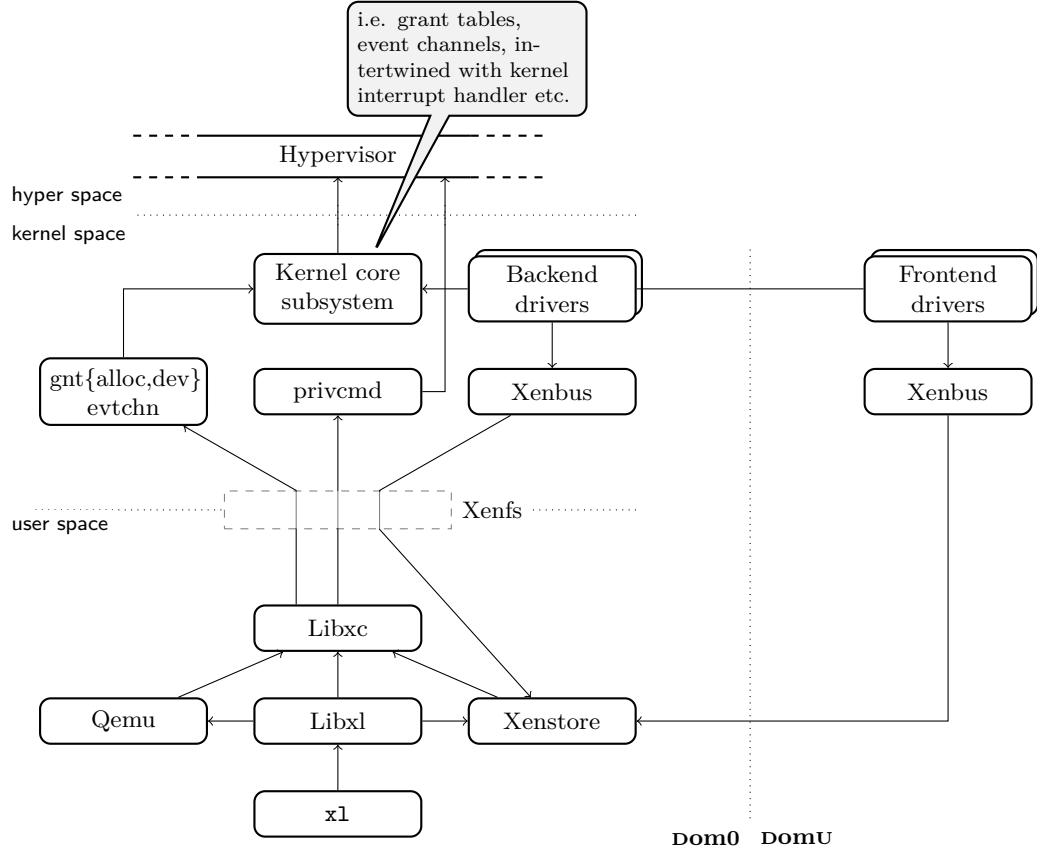 i.e. grant tables,
event channels, in-
tertwined with kernel
interrupt handler etc.
Hypervisor
hyper space
kernel space
Kernel core
subsystem
Backend
drivers
Frontend
drivers
gnt{alloc,dev}
evtchn
privcmd
Xenbus
Xenbus
Xenfs
user space
Libxc
Qemu
Libxl
Xenstore
xl
Dom0
DomU